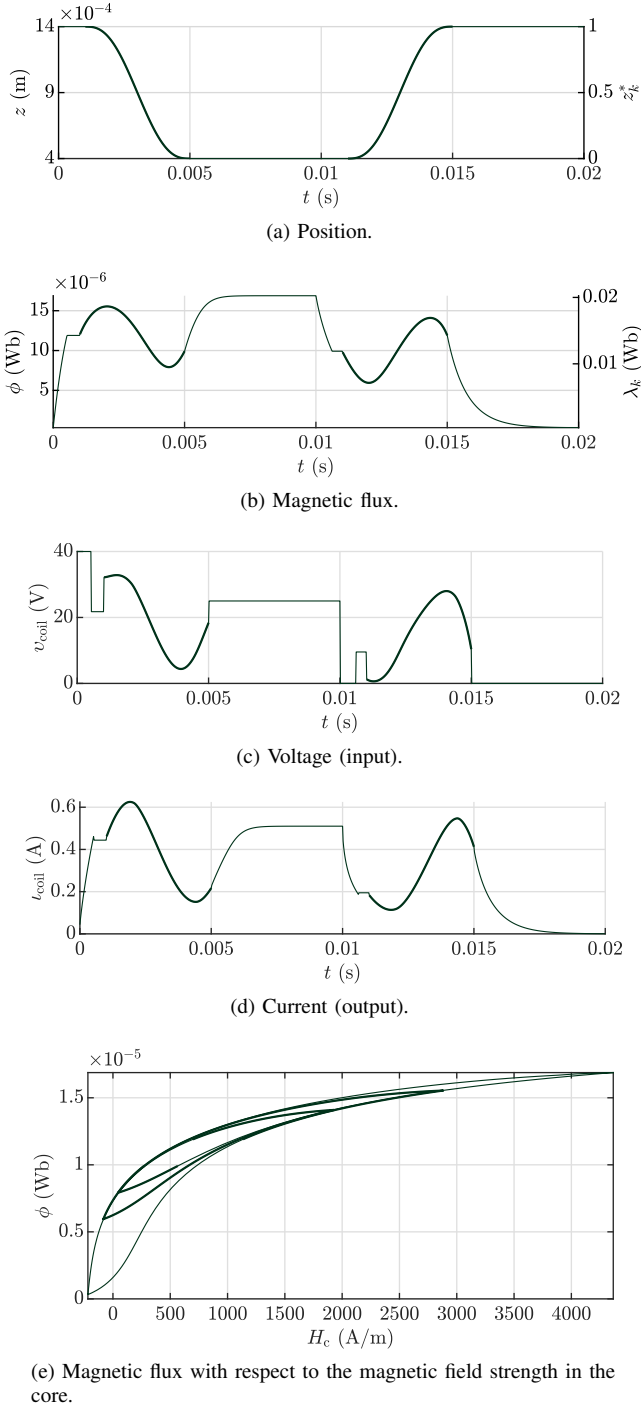 ×10⁻⁴
14
9
4
z (m)
1
0.5
0
z*ₖ
0 0.005 0.01 0.015 0.02
t (s)
(a) Position.
×10⁻⁶
15
10
5
ϕ (Wb)
0.02
0.01
λₖ (Wb)
0 0.005 0.01 0.015 0.02
t (s)
(b) Magnetic flux.
40
20
0
υcoil (V)
0 0.005 0.01 0.015 0.02
t (s)
(c) Voltage (input).
0.6
0.4
0.2
0
ιcoil (A)
0 0.005 0.01 0.015 0.02
t (s)
(d) Current (output).
×10⁻⁵
1.5
1
0.5
0
ϕ (Wb)
0 500 1000 1500 2000 2500 3000 3500 4000
Hc (A/m)
(e) Magnetic flux with respect to the magnetic field strength in the
core.